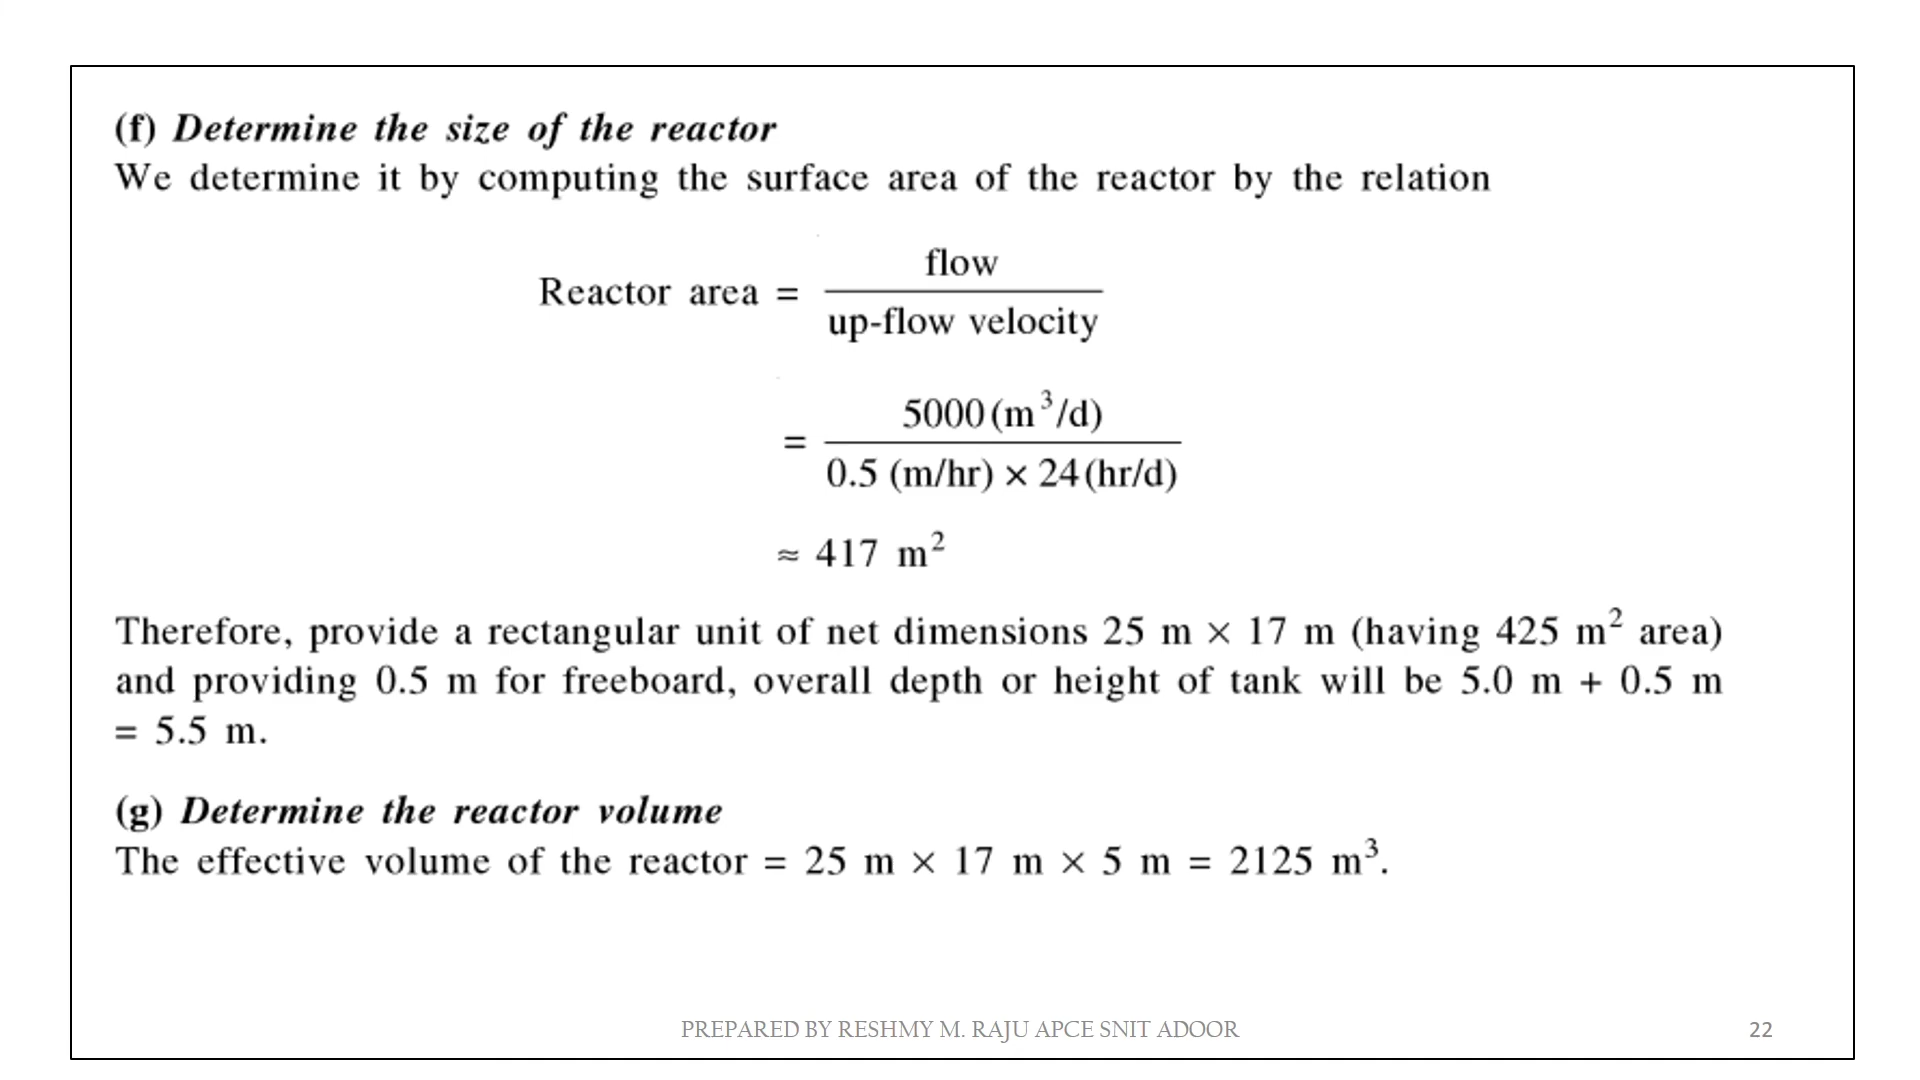 (f) Determine the size of the reactor
We determine it by computing the surface area of the reactor by the relation
Reactor area = flow / up-flow velocity
= 5000 (m³/d) / 0.5 (m/hr) × 24 (hr/d)
≈ 417 m²
Therefore, provide a rectangular unit of net dimensions 25 m × 17 m (having 425 m² area)
and providing 0.5 m for freeboard, overall depth or height of tank will be 5.0 m + 0.5 m
= 5.5 m.
(g) Determine the reactor volume
The effective volume of the reactor = 25 m × 17 m × 5 m = 2125 m³.
PREPARED BY RESHMY M. RAJU APCE SNIT ADOOR
22